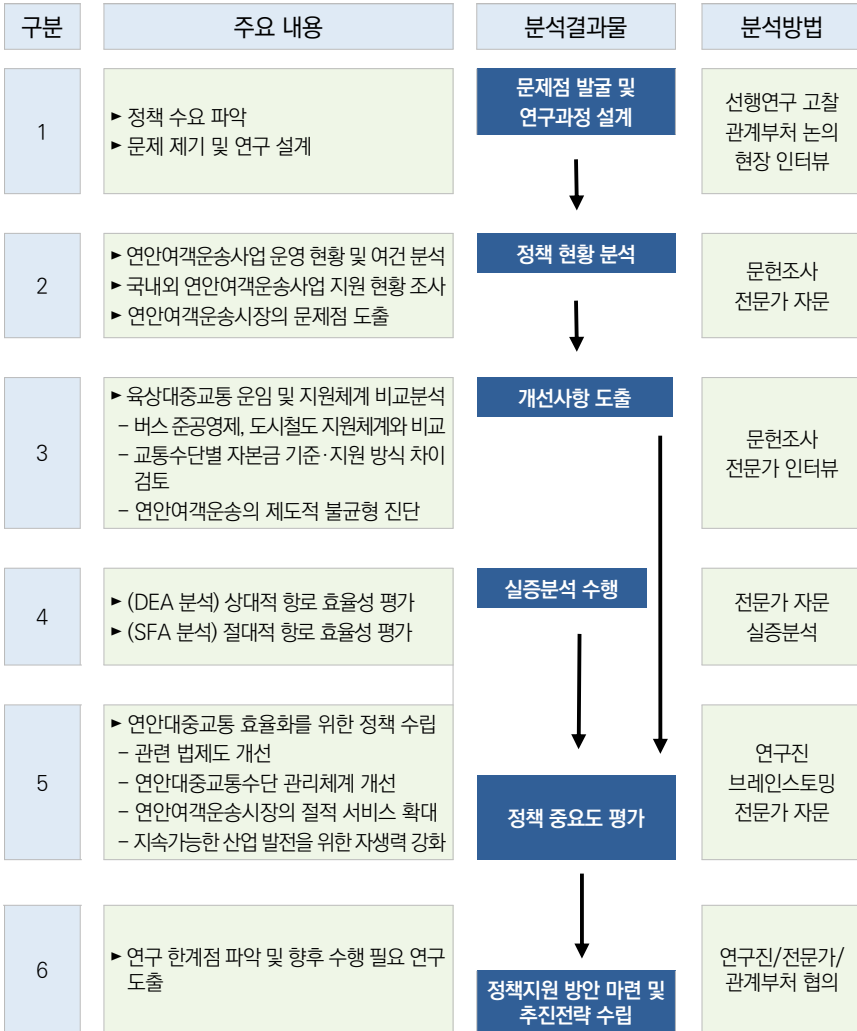 구분
주요 내용
분석결과물
분석방법
1
► 정책 수요 파악
► 문제 제기 및 연구 설계
문제점 발굴 및
연구과정 설계
선행연구 고찰
관계부처 논의
현장 인터뷰
2
► 연안여객운송사업 운영 현황 및 여건 분석
► 국내외 연안여객운송사업 지원 현황 조사
► 연안여객운송시장의 문제점 도출
정책 현황 분석
문헌조사
전문가 자문
3
► 육상대중교통 운임 및 지원체계 비교분석
– 버스 준공영제, 도시철도 지원체계와 비교
– 교통수단별 자본금 기준·지원 방식 차이
검토
– 연안여객운송의 제도적 불균형 진단
개선사항 도출
문헌조사
전문가 인터뷰
4
► (DEA 분석) 상대적 항로 효율성 평가
► (SFA 분석) 절대적 항로 효율성 평가
실증분석 수행
전문가 자문
실증분석
5
► 연안대중교통 효율화를 위한 정책 수립
– 관련 법제도 개선
– 연안대중교통수단 관리체계 개선
– 연안여객운송시장의 절적 서비스 확대
– 지속가능한 산업 발전을 위한 자생력 강화
정책 중요도 평가
연구진
브레인스토밍
전문가 자문
6
► 연구 한계점 파악 및 향후 수행 필요 연구
도출
정책지원 방안 마련 및
추진전략 수립
연구진/전문가/
관계부처 협의